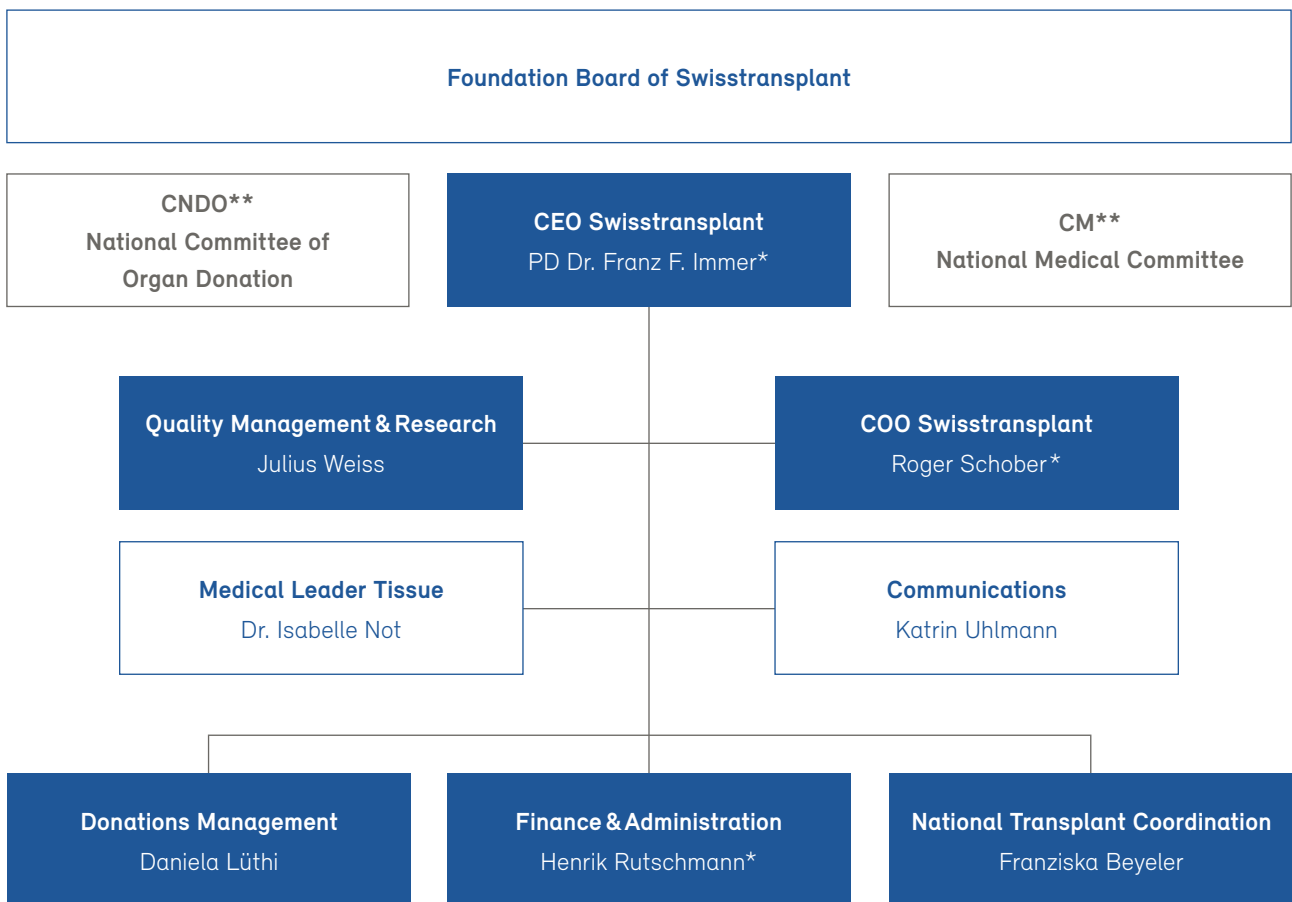 Foundation Board of Swisstransplant
CNDO**
National Committee of
Organ Donation
CEO Swisstransplant
PD Dr. Franz F. Immer*
CM**
National Medical Committee
Quality Management & Research
Julius Weiss
COO Swisstransplant
Roger Schober*
Medical Leader Tissue
Dr. Isabelle Not
Communications
Katrin Uhlmann
Donations Management
Daniela Lüthi
Finance & Administration
Henrik Rutschmann*
National Transplant Coordination
Franziska Beyeler